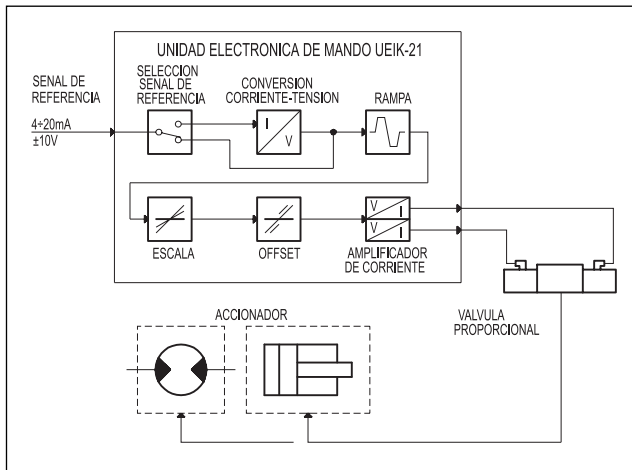 UNIDAD ELECTRONICA DE MANDO UEIK-21
SENAL DE
REFERENCIA
4÷20mA
±10V
SELECCION
SENAL DE
REFERENCIA
CONVERSION
CORRIENTE-TENSION
RAMPA
I
V
ESCALA
OFFSET
V
I
V
I
AMPLIFICADOR
DE CORRIENTE
VALVULA
PROPORCIONAL
ACCIONADOR